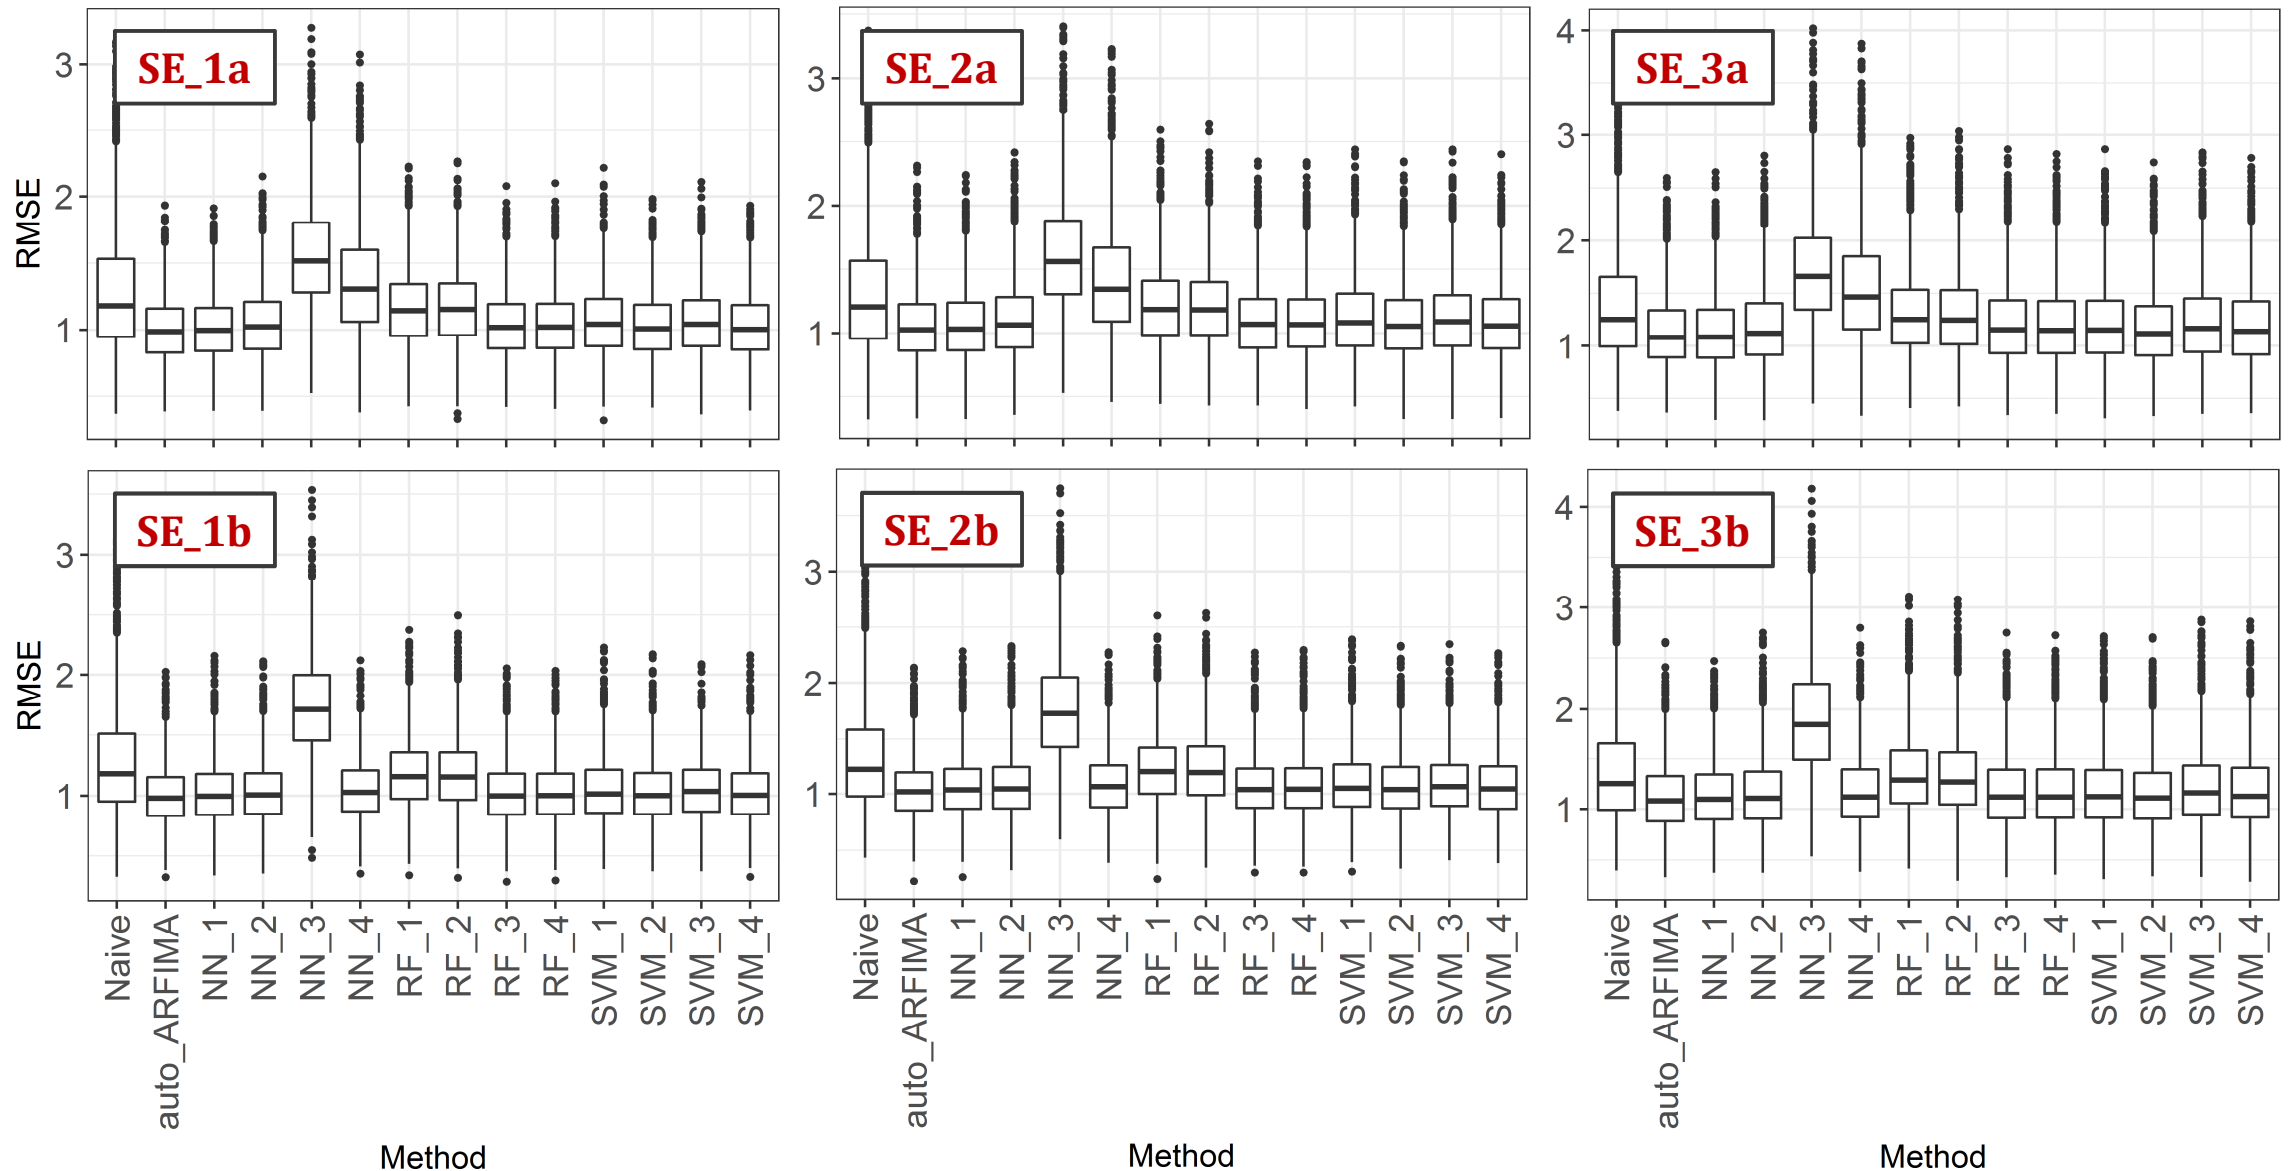 SE_1a
SE_2a
SE_3a
RMSE
3
2
1
3
2
1
4
3
2
1
SE_1b
SE_2b
SE_3b
RMSE
3
2
1
3
2
1
4
3
2
1
Naive
auto_ARFIMA
NN_1
NN_2
NN_3
NN_4
RF_1
RF_2
RF_3
RF_4
SVM_1
SVM_2
SVM_3
SVM_4
Naive
auto_ARFIMA
NN_1
NN_2
NN_3
NN_4
RF_1
RF_2
RF_3
RF_4
SVM_1
SVM_2
SVM_3
SVM_4
Naive
auto_ARFIMA
NN_1
NN_2
NN_3
NN_4
RF_1
RF_2
RF_3
RF_4
SVM_1
SVM_2
SVM_3
SVM_4
Method
Method
Method